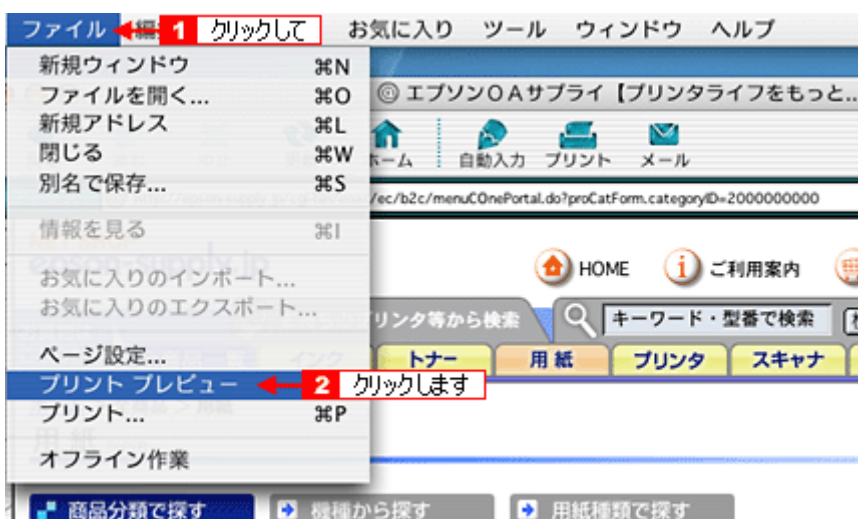 ファイル 1 クリックして お気に入り ツール ウィンドウ ヘルプ
新規ウィンドウ ⌘N
ファイルを開く... ⌘O
@ エプソンOAサプライ【プリンタライフをもっと...
新規アドレス ⌘L
閉じる ⌘W
ホーム 自動入力 プリント メール
別名で保存... ⌘S
/ec/b2c/menuCOnePortal.do?proCatForm.categoryID=2000000000
情報を見る ⌘I
HOME ご利用案内
お気に入りのインポート...
お気に入りのエクスポート...
リンタ等から検索 キーワード・型番で検索
ページ設定...
インク トナー 用紙 プリンタ スキャナ
プリント プレビュー 2 クリックします
プリント... ⌘P
オフライン作業
商品分類で探す 機種から探す 用紙種類で探す